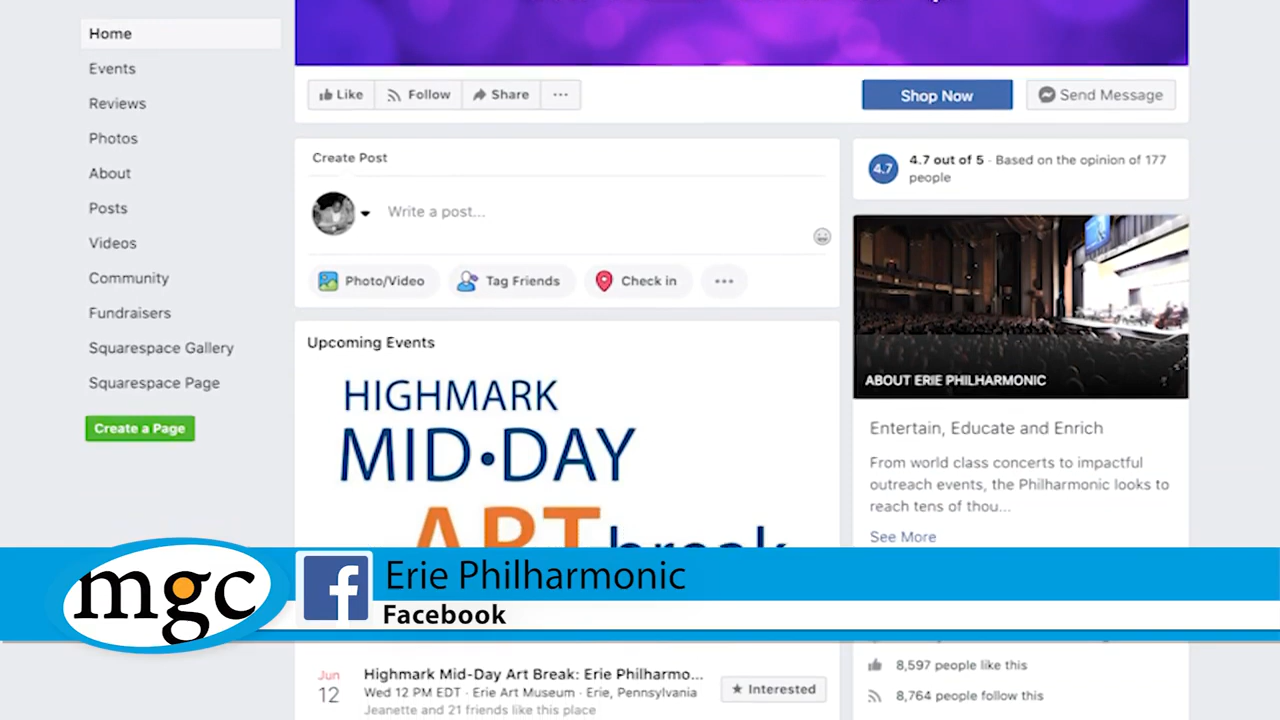 Home
Events
Reviews
Photos
About
Posts
Videos
Community
Fundraisers
Squarespace Gallery
Squarespace Page
Create a Page
Like
Follow
Share
Shop Now
Send Message
Create Post
Write a post...
Photo/Video
Tag Friends
Check in
Upcoming Events
HIGHMARK
MID•DAY
ART break
4.7
4.7 out of 5 · Based on the opinion of 177
people
ABOUT ERIE PHILHARMONIC
Entertain, Educate and Enrich
From world class concerts to impactful
outreach events, the Philharmonic looks to
reach tens of thou...
See More
mgc
f
Erie Philharmonic
Facebook
Jun
12
Highmark Mid-Day Art Break: Erie Philharmo...
Wed 12 PM EDT · Erie Art Museum · Erie, Pennsylvania
Jeanette and 21 friends like this place
Interested
8,597 people like this
8,764 people follow this